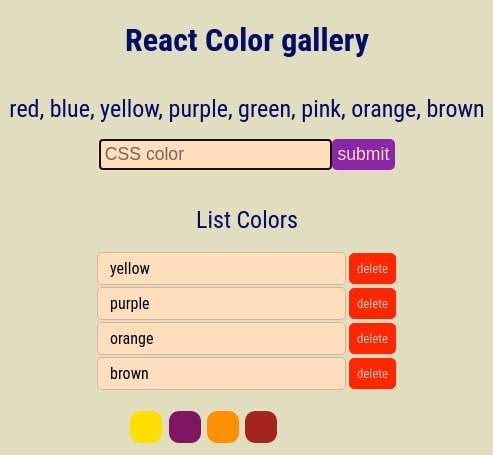 React Color gallery
red, blue, yellow, purple, green, pink, orange, brown
CSS color submit
List Colors
yellow delete
purple delete
orange delete
brown delete